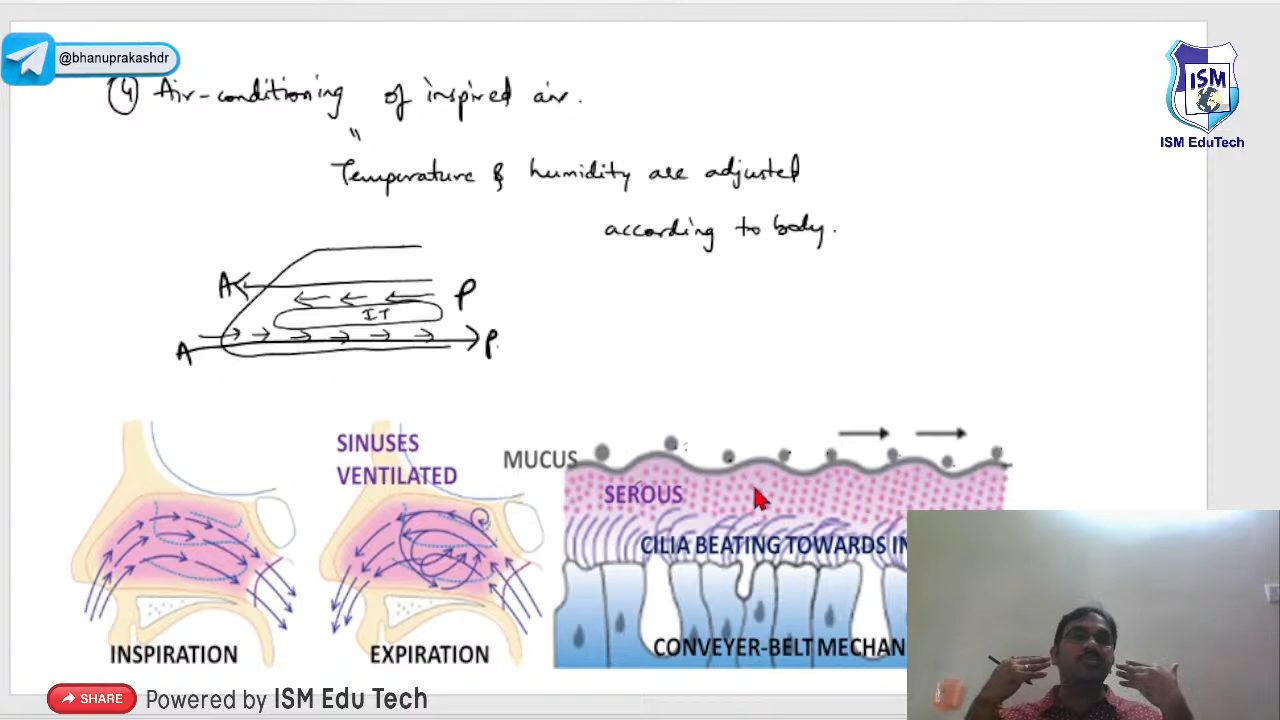 @bhanuprakashdr
ISM
ISM EduTech
(4) Air-conditioning of inspired air.
"
Temperature & humidity are adjusted
according to body.
A
P
IT
A
P.
SINUSES
VENTILATED
MUCUS
SEROUS
CILIA BEATING TOWARDS IN
INSPIRATION
EXPIRATION
CONVEYER-BELT MECHAN
SHARE
Powered by ISM Edu Tech